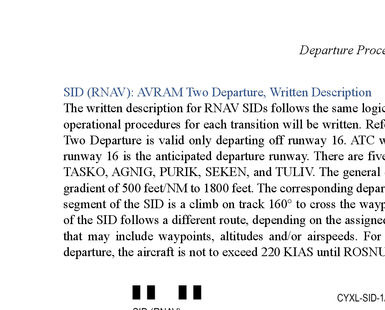 Departure Proce
SID (RNAV): AVRAM Two Departure, Written Description
The written description for RNAV SIDs follows the same logic
operational procedures for each transition will be written. Ref
Two Departure is valid only departing off runway 16. ATC w
runway 16 is the anticipated departure runway. There are five
TASKO, AGNIG, PURIK, SEKEN, and TULIV. The general
gradient of 500 feet/NM to 1800 feet. The corresponding depar
segment of the SID is a climb on track 160° to cross the wayp
of the SID follows a different route, depending on the assigne
that may include waypoints, altitudes and/or airspeeds. For
departure, the aircraft is not to exceed 220 KIAS until ROSNU
CYXL-SID-1
SID (RNAV)